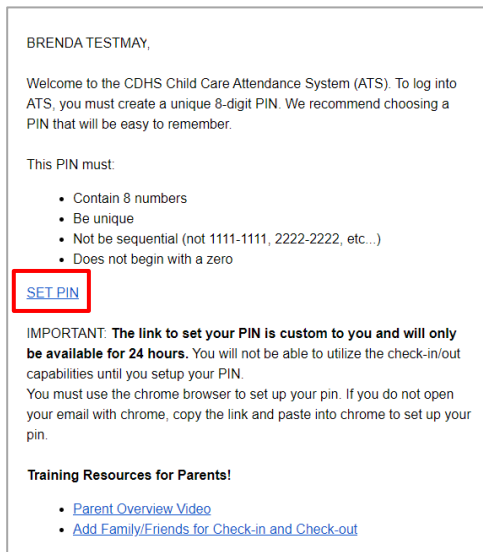 BRENDA TESTMAY,
Welcome to the CDHS Child Care Attendance System (ATS). To log into
ATS, you must create a unique 8-digit PIN. We recommend choosing a
PIN that will be easy to remember.
This PIN must:
• Contain 8 numbers
• Be unique
• Not be sequential (not 1111-1111, 2222-2222, etc...)
• Does not begin with a zero
SET PIN
IMPORTANT: The link to set your PIN is custom to you and will only
be available for 24 hours. You will not be able to utilize the check-in/out
capabilities until you setup your PIN.
You must use the chrome browser to set up your pin. If you do not open
your email with chrome, copy the link and paste into chrome to set up your
pin.
Training Resources for Parents!
• Parent Overview Video
• Add Family/Friends for Check-in and Check-out